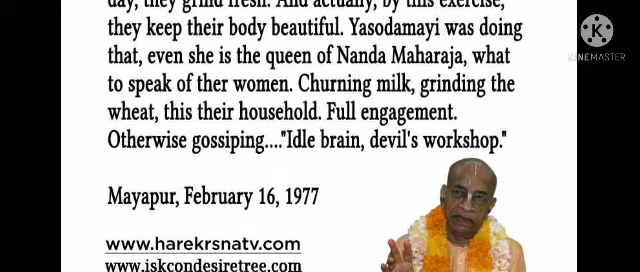 day, they grind fresh. And actually, by this exercise,
they keep their body beautiful. Yasodamayi was doing
that, even she is the queen of Nanda Maharaja, what
to speak of ther women. Churning milk, grinding the
wheat, this their household. Full engagement.
Otherwise gossiping...."Idle brain, devil's workshop."
Mayapur, February 16, 1977
www.harekrsnatv.com
www.iskcondesiretree.com
KINEMASTER